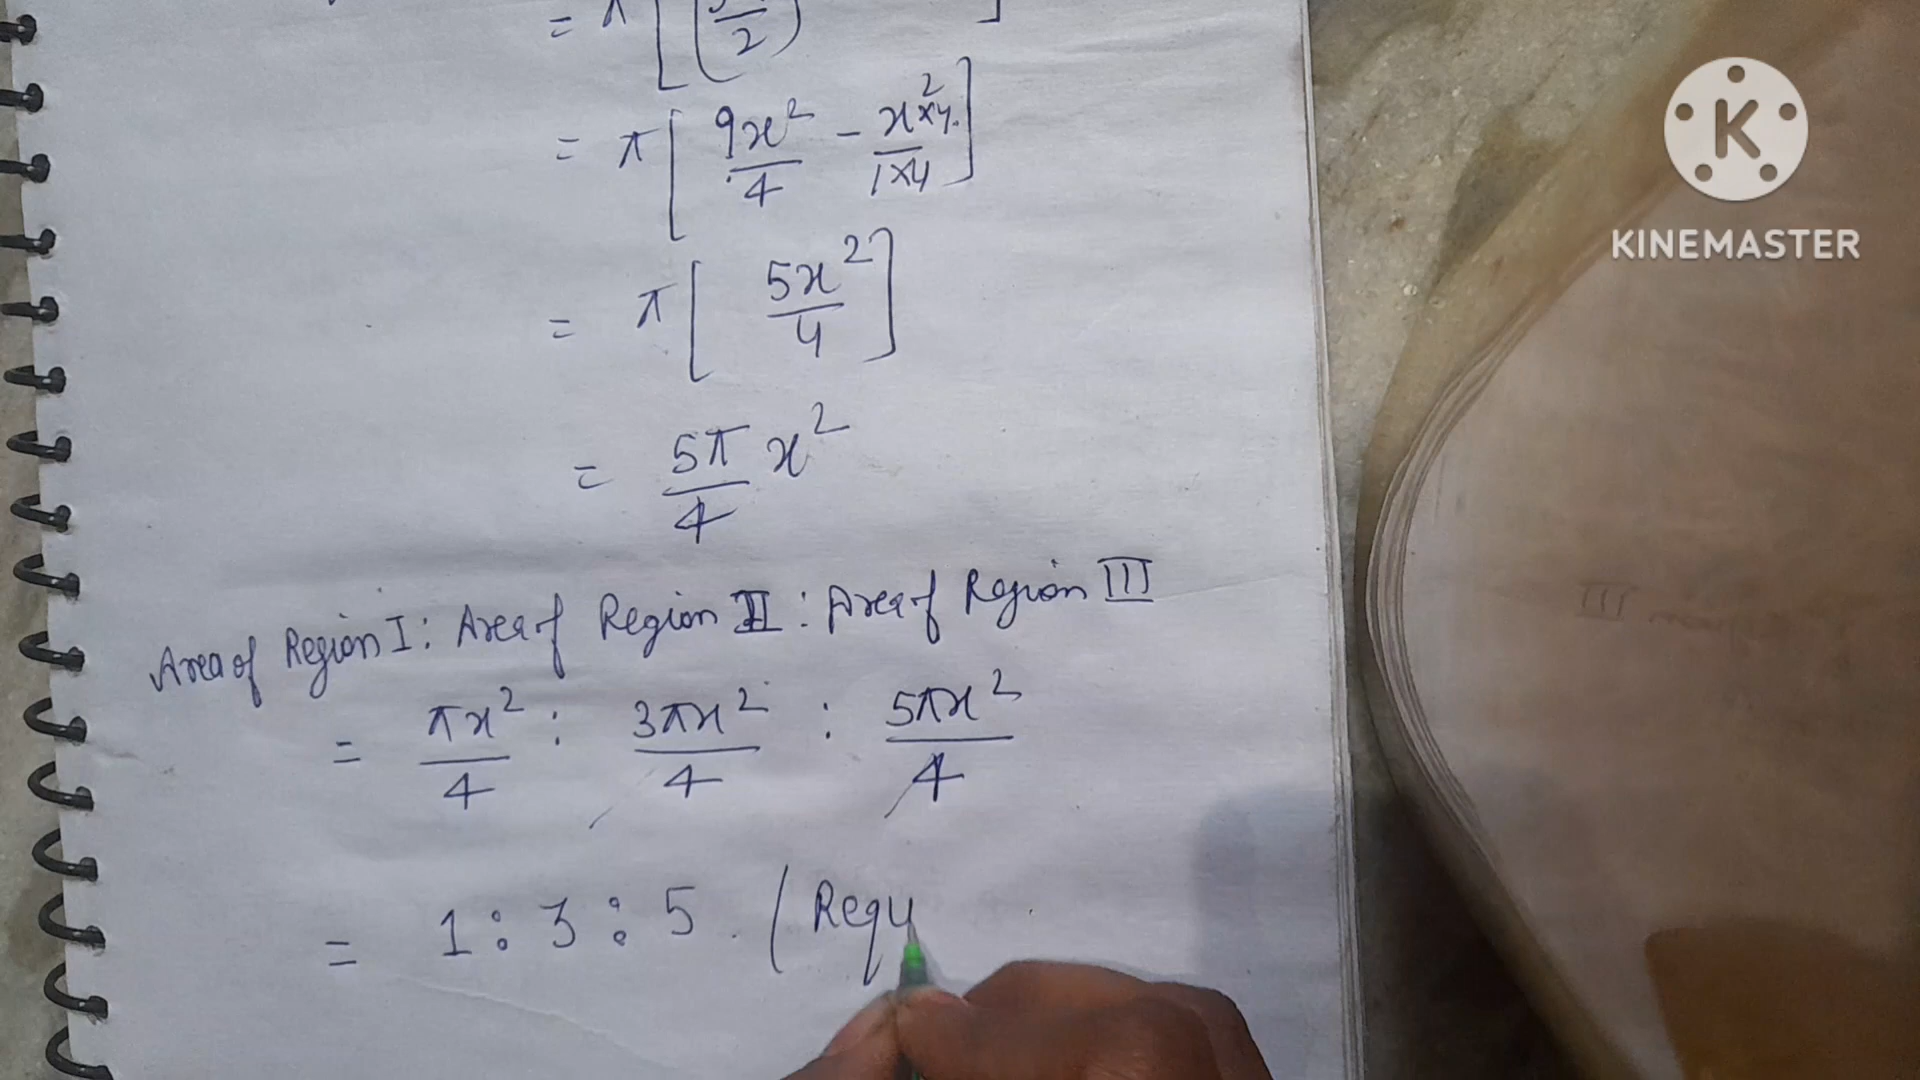 = π[(
2)
]
= π[9x²/4 - x²×4/1×4]
= π[5x²/4]
= 5π/4 x²
Area of Region I : Area of Region II : Area of Region III
= πx²/4 : 3πx²/4 : 5πx²/4
= 1 : 3 : 5. (Requ
K
KINEMASTER